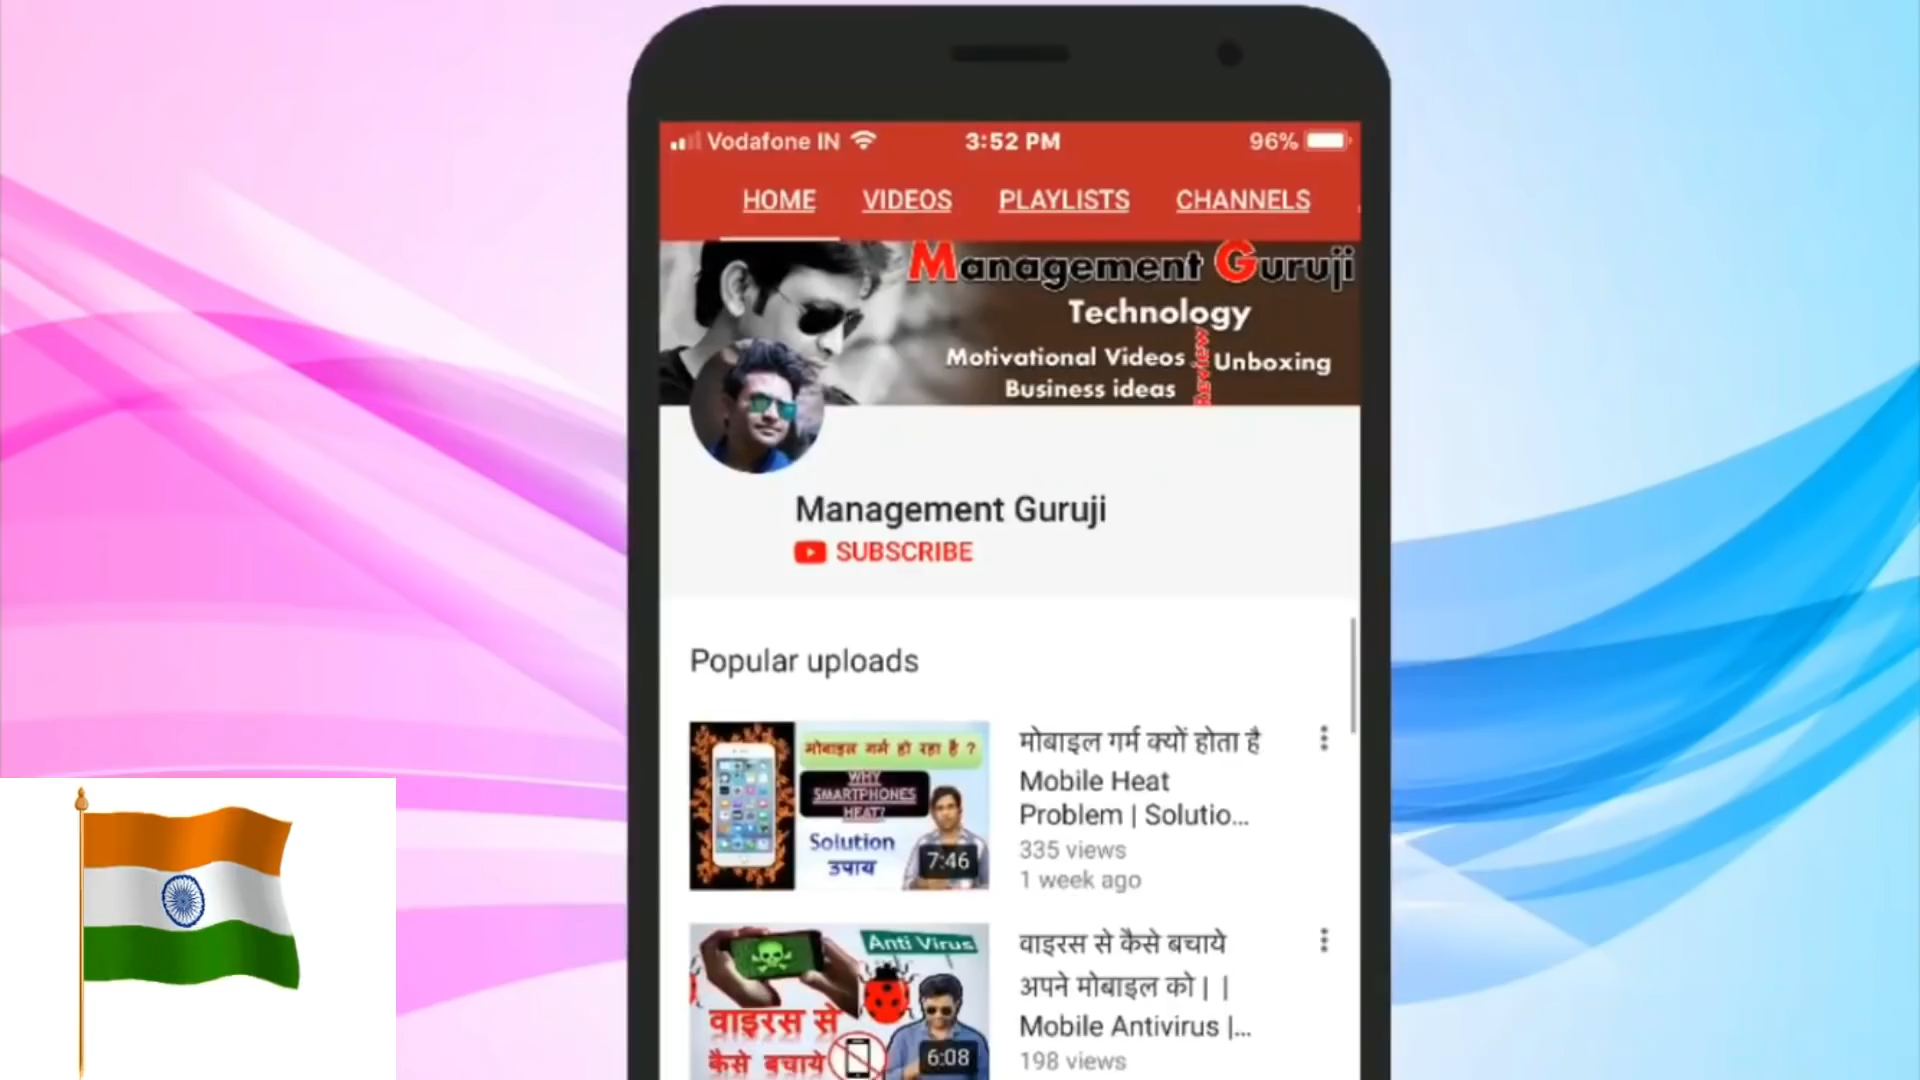 Vodafone IN
3:52 PM
96%
HOME
VIDEOS
PLAYLISTS
CHANNELS
Management Guruji
Technology
Motivational Videos
Business ideas
Review
Unboxing
Management Guruji
SUBSCRIBE
Popular uploads
मोबाइल गर्म हो रहा है ?
WHY
SMARTPHONES
HEAT?
Solution
उपाय
7:46
मोबाइल गर्म क्यों होता है
Mobile Heat
Problem | Solutio...
335 views
1 week ago
Anti Virus
वाइरस से
कैसे बचाये
6:08
वाइरस से कैसे बचाये
अपने मोबाइल को | |
Mobile Antivirus |...
198 views